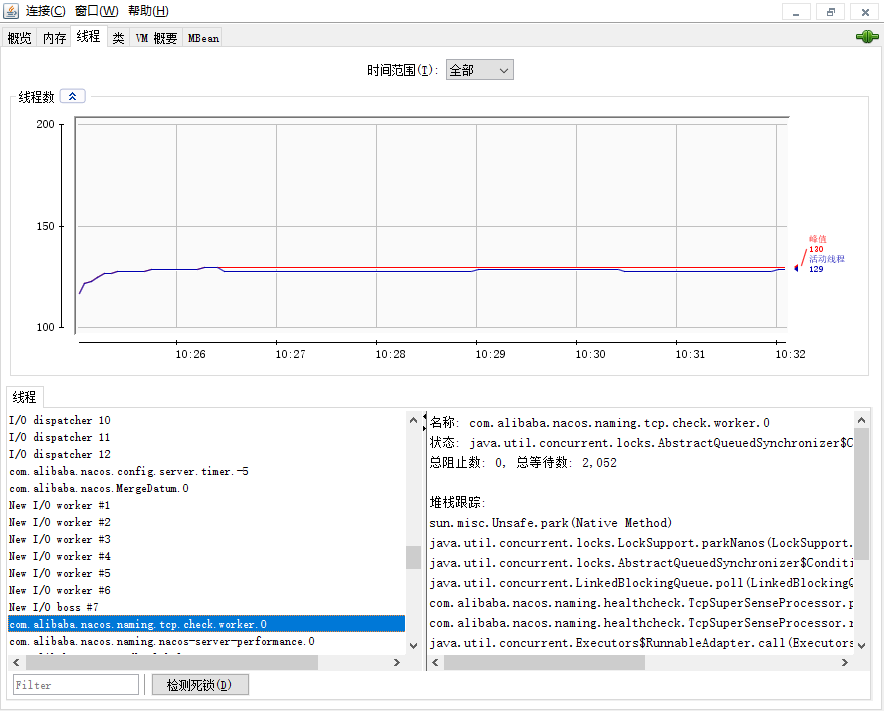 连接(C) 窗口(W) 帮助(H)
概览 内存 线程 类 VM 概要 MBean
时间范围(I): 全部
线程数
200
150
100
峰值
130
活动线程
129
10:26 10:27 10:28 10:29 10:30 10:31 10:32
线程
I/O dispatcher 10
I/O dispatcher 11
I/O dispatcher 12
com.alibaba.nacos.config.server.timer.-5
com.alibaba.nacos.MergeDatum.0
New I/O worker #1
New I/O worker #2
New I/O worker #3
New I/O worker #4
New I/O worker #5
New I/O worker #6
New I/O boss #7
com.alibaba.nacos.naming.tcp.check.worker.0
com.alibaba.nacos.naming.nacos-server-performance.0
名称: com.alibaba.nacos.naming.tcp.check.worker.0
状态: java.util.concurrent.locks.AbstractQueuedSynchronizer$C
总阻止数: 0, 总等待数: 2,052
堆栈跟踪:
sun.misc.Unsafe.park(Native Method)
java.util.concurrent.locks.LockSupport.parkNanos(LockSupport.
java.util.concurrent.locks.AbstractQueuedSynchronizer$Conditi
java.util.concurrent.LinkedBlockingQueue.poll(LinkedBlockingQ
com.alibaba.nacos.naming.healthcheck.TcpSuperSenseProcessor.p
com.alibaba.nacos.naming.healthcheck.TcpSuperSenseProcessor.r
java.util.concurrent.Executors$RunnableAdapter.call(Executors
Filter
检测死锁(D)